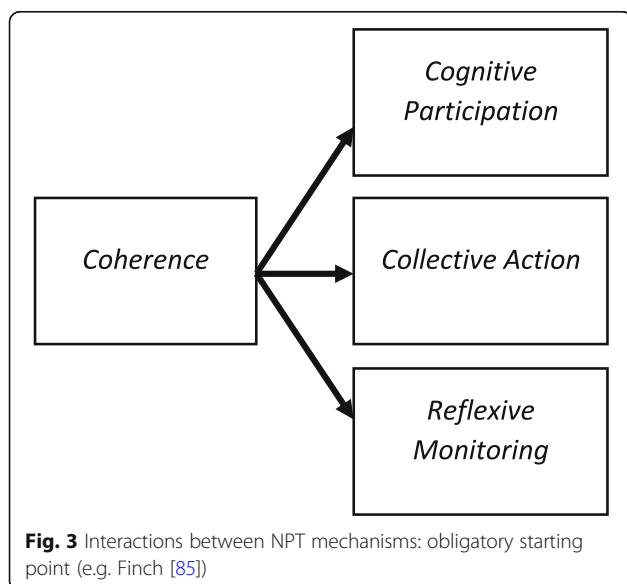 Cognitive
Participation
Coherence
Collective Action
Reflexive
Monitoring
Fig. 3 Interactions between NPT mechanisms: obligatory starting
point (e.g. Finch [85])